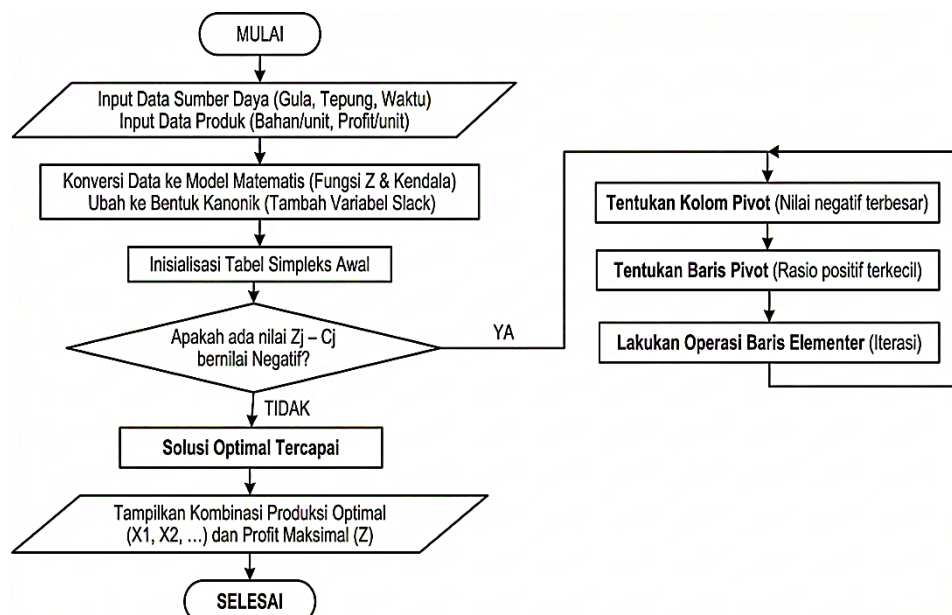 MULAI
Input Data Sumber Daya (Gula, Tepung, Waktu)
Input Data Produk (Bahan/unit, Profit/unit)
Konversi Data ke Model Matematis (Fungsi Z & Kendala)
Ubah ke Bentuk Kanonik (Tambah Variabel Slack)
Inisialisasi Tabel Simpleks Awal
Apakah ada nilai Zj – Cj
bernilai Negatif?
YA
Tentukan Kolom Pivot (Nilai negatif terbesar)
Tentukan Baris Pivot (Rasio positif terkecil)
Lakukan Operasi Baris Elementer (Iterasi)
TIDAK
Solusi Optimal Tercapai
Tampilkan Kombinasi Produksi Optimal
(X1, X2, ...) dan Profit Maksimal (Z)
SELESAI